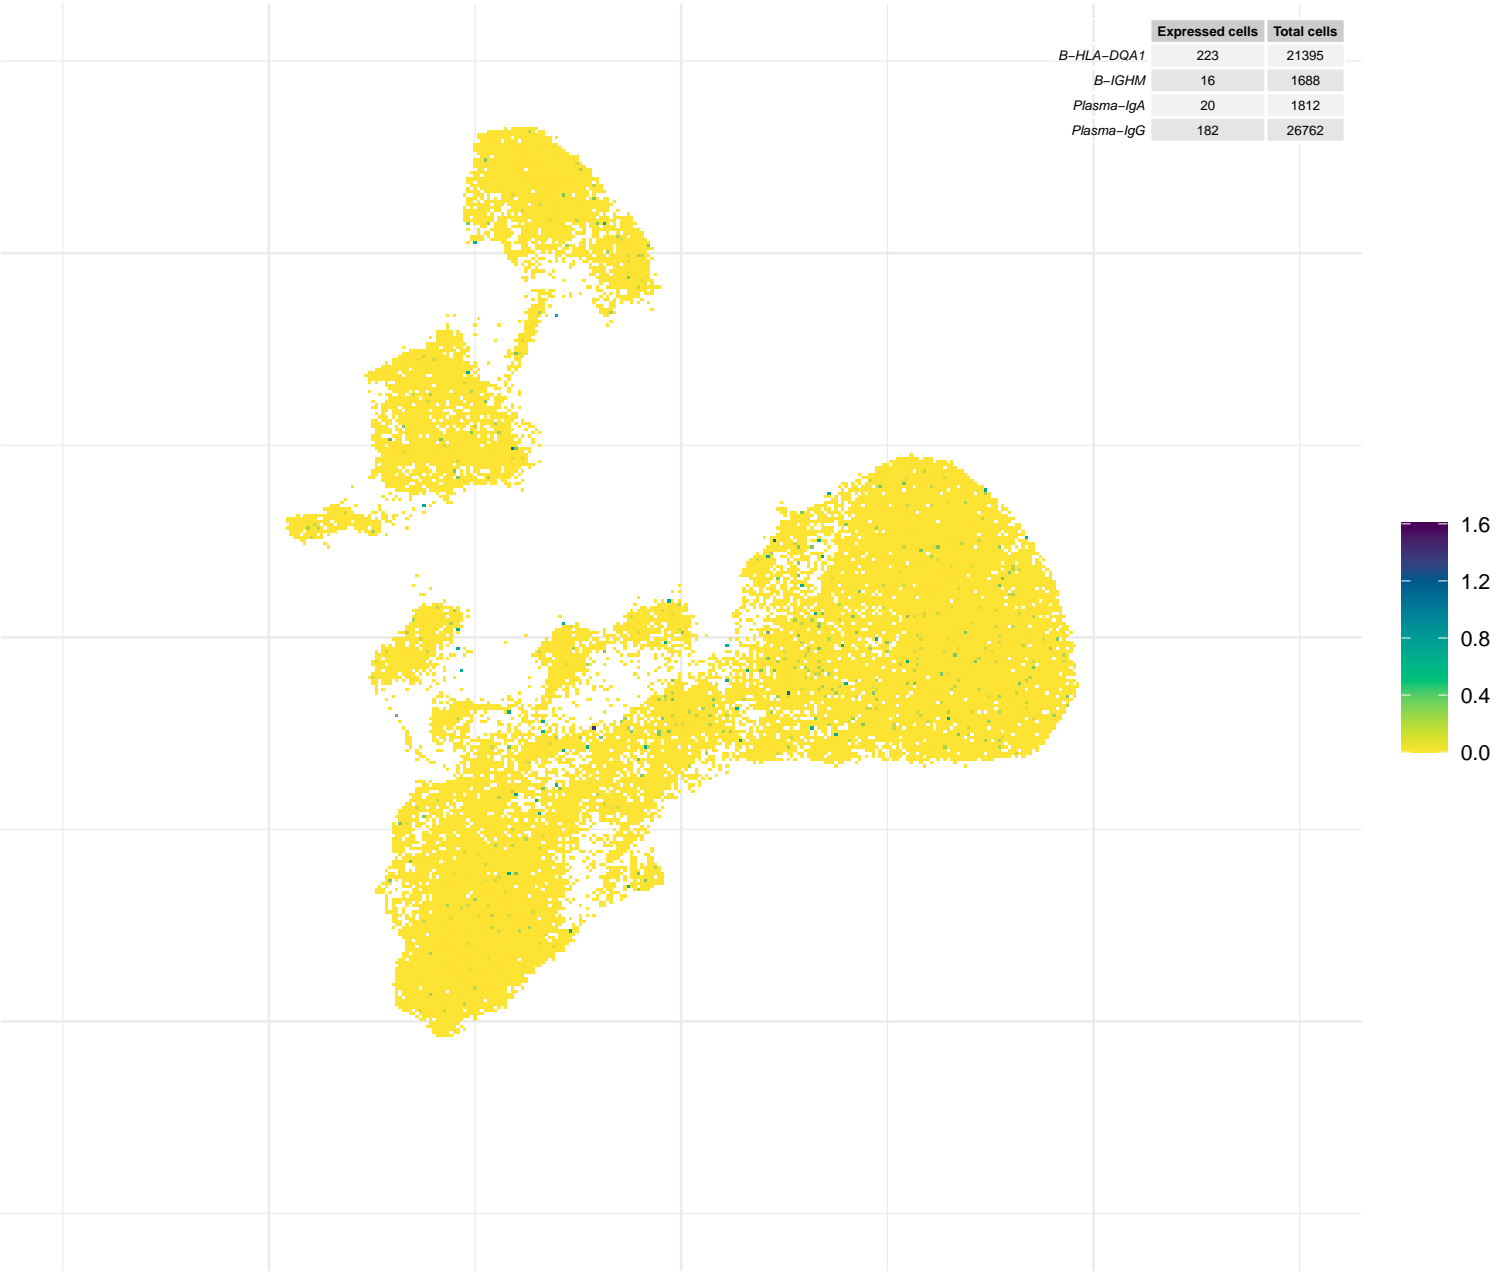 Expressed cells Total cells
B−HLA−DQA1 223 21395
B−IGHM 16 1688
Plasma−IgA 20 1812
Plasma−IgG 182 26762
1.6
1.2
0.8
0.4
0.0